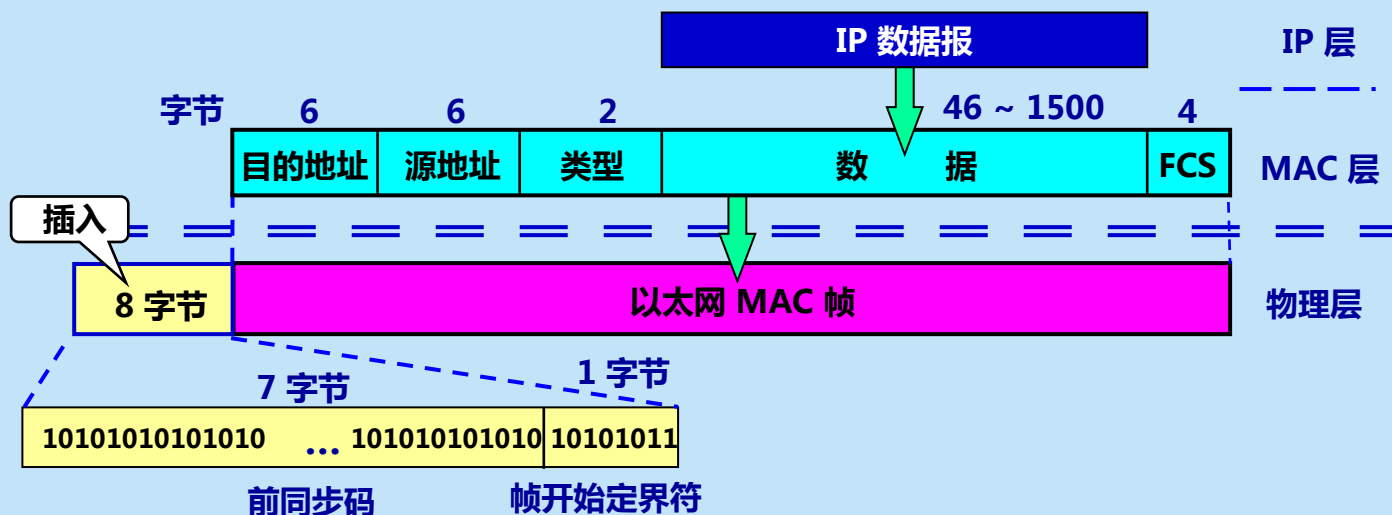 IP 数据报
IP 层
字节 6 6 2 46 ~ 1500 4
目的地址 源地址 类型 数 据 FCS
MAC 层
插入
8 字节
以太网 MAC 帧
物理层
7 字节
1 字节
10101010101010 ... 101010101010 10101011
前同步码
帧开始定界符